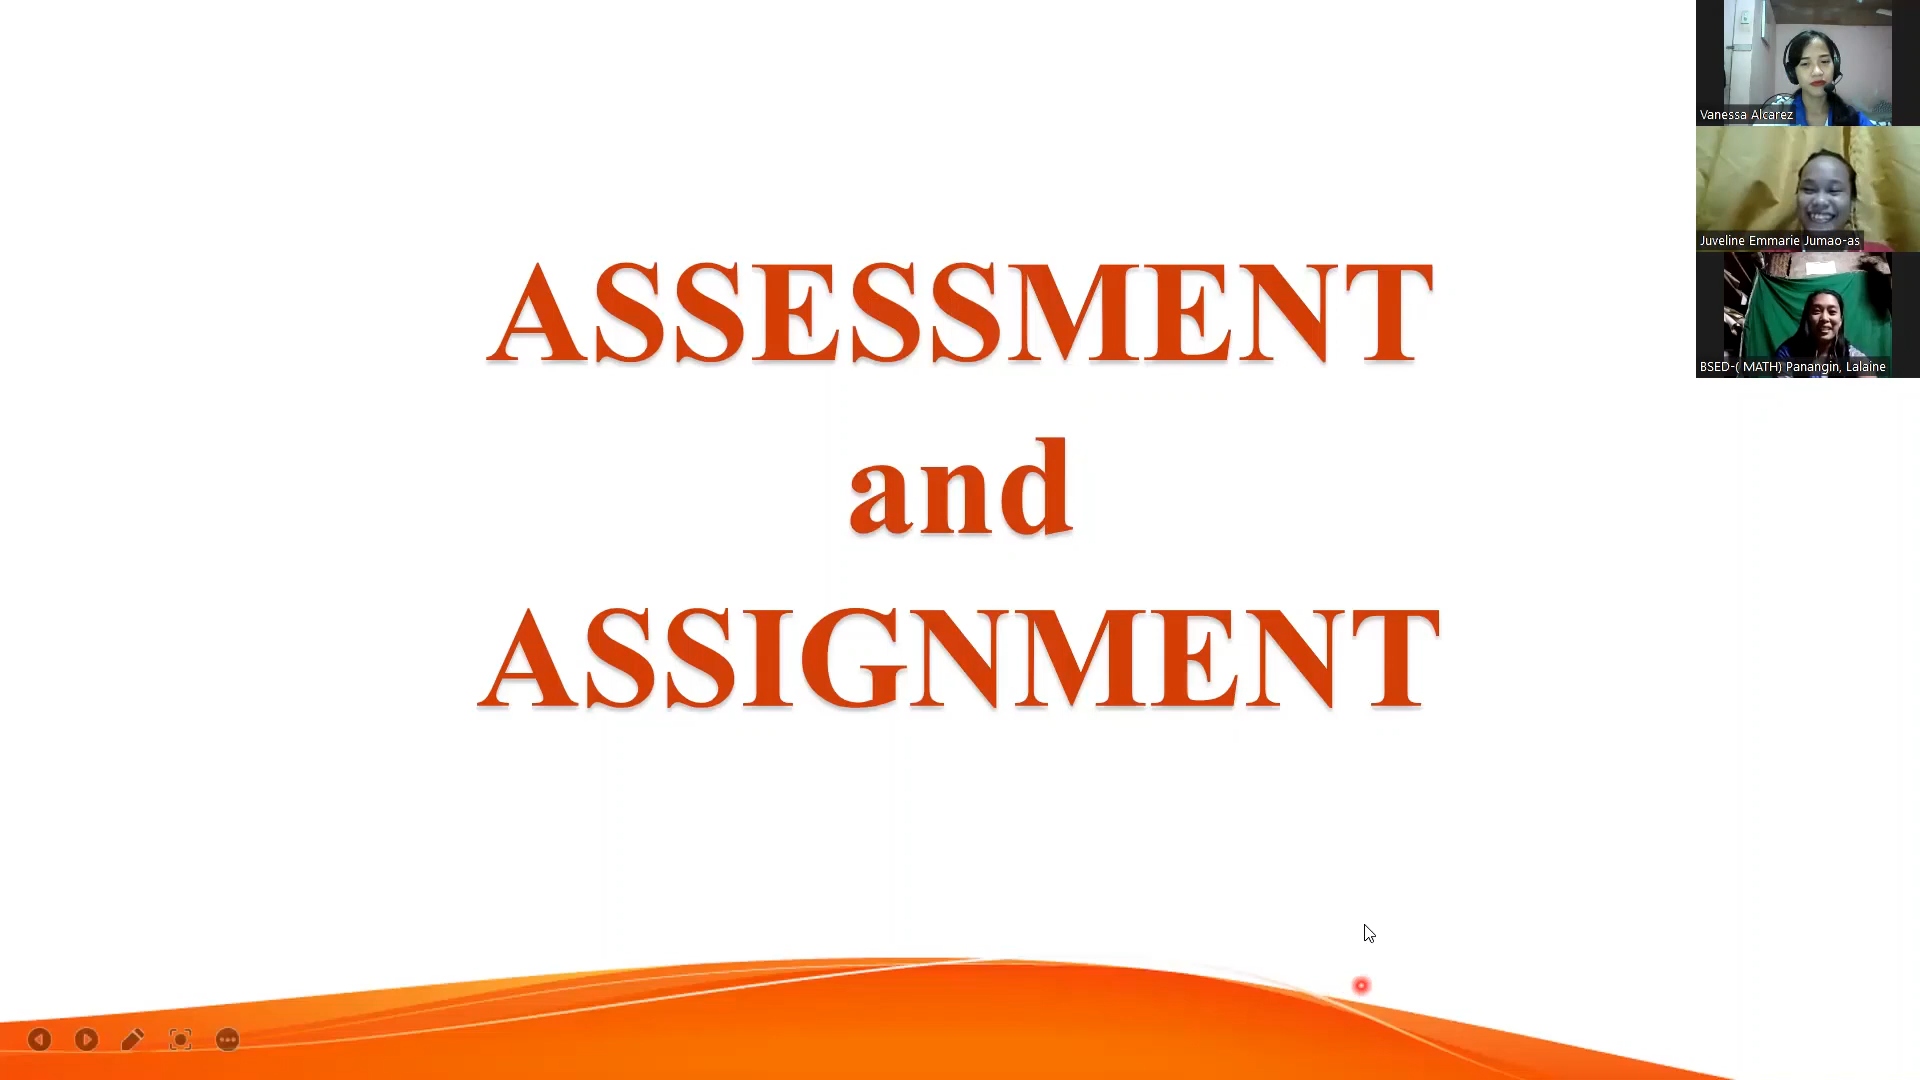 Vanessa Alcarez
Juveline Emmarie Jumao-as
BSED-( MATH) Panangin, Lalaine
ASSESSMENT
and
ASSIGNMENT